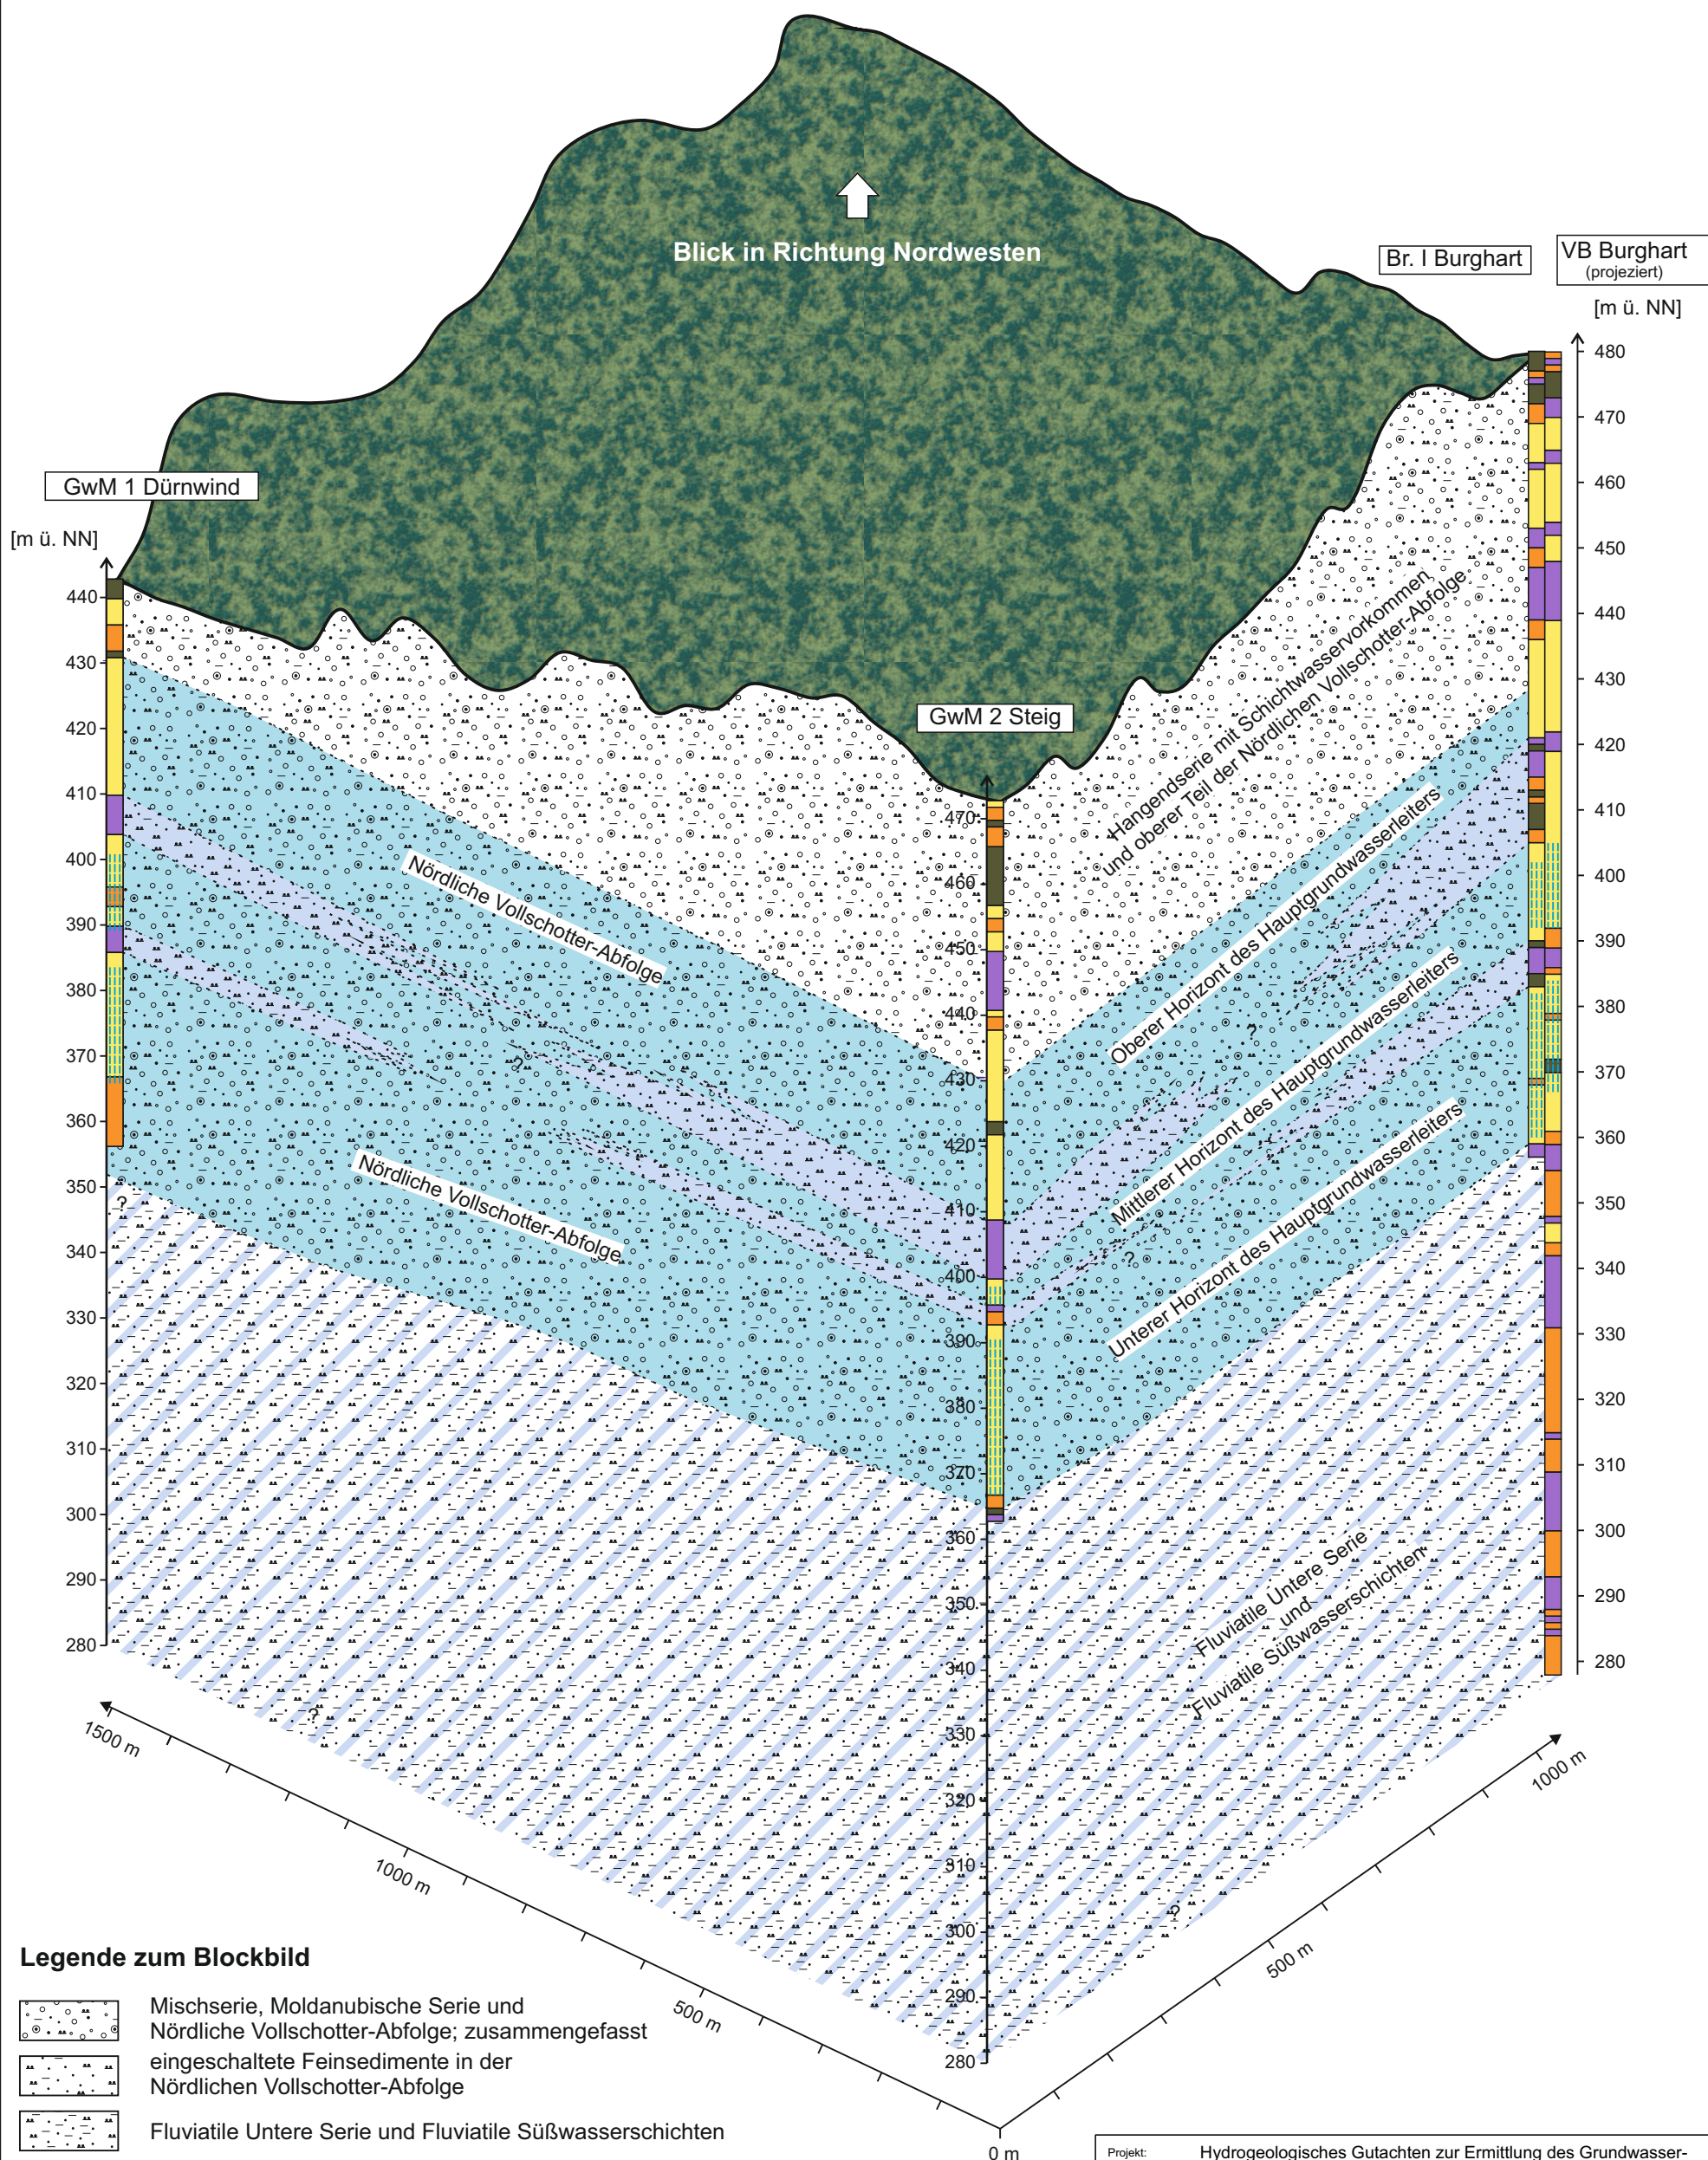 Blick in Richtung Nordwesten
Br. I Burghart
VB Burghart
(projeziert)
[m ü. NN]
GwM 1 Dürnwind
[m ü. NN]
GwM 2 Steig
480
470
460
450
440
430
420
410
400
390
380
370
360
350
340
330
320
310
300
290
280
440
430
420
410
400
390
380
370
360
350
340
330
320
310
300
290
280
470
460
450
440
430
420
410
400
390
380
370
360
350
340
330
320
310
300
290
280
Hangendserie mit Schichtwasservorkommen
und oberer Teil der Nördlichen Vollschotter-Abfolge
Nördliche Vollschotter-Abfolge
Oberer Horizont des Hauptgrundwasserleiters
?
?
Mittlerer Horizont des Hauptgrundwasserleiters
?
Nördliche Vollschotter-Abfolge
Unterer Horizont des Hauptgrundwasserleiters
?
Fluviatile Untere Serie
und
Fluviatile Süßwasserschichten
?
?
1500 m
1000 m
500 m
0 m
500 m
1000 m
Legende zum Blockbild
Mischserie, Moldanubische Serie und
Nördliche Vollschotter-Abfolge; zusammengefasst
eingeschaltete Feinsedimente in der
Nördlichen Vollschotter-Abfolge
Fluviatile Untere Serie und Fluviatile Süßwasserschichten
Projekt: Hydrogeologisches Gutachten zur Ermittlung des Grundwasser-